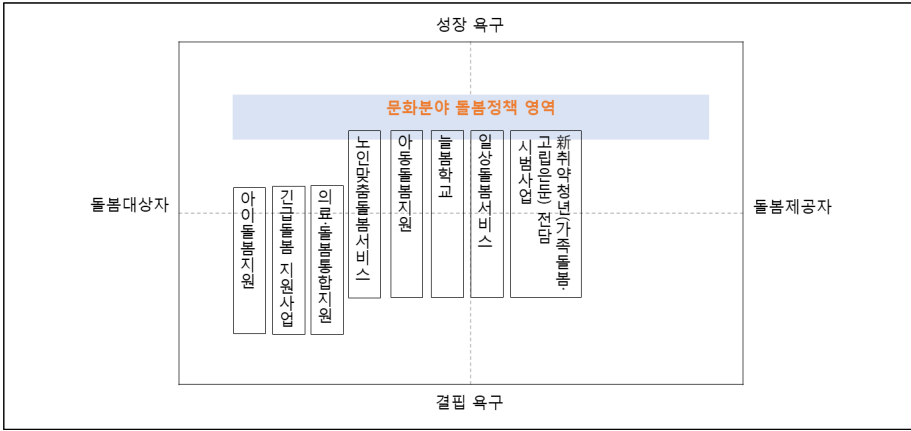 성장 욕구
문화분야 돌봄정책 영역
돌봄대상자
아이돌봄지원
긴급돌봄 지원사업
의료·돌봄통합지원
노인맞춤돌봄서비스
아동돌봄지원
늘봄학교
일상돌봄서비스
新취약청년(가족돌봄·
고립은둔) 전담
시범사업
돌봄제공자
결핍 욕구